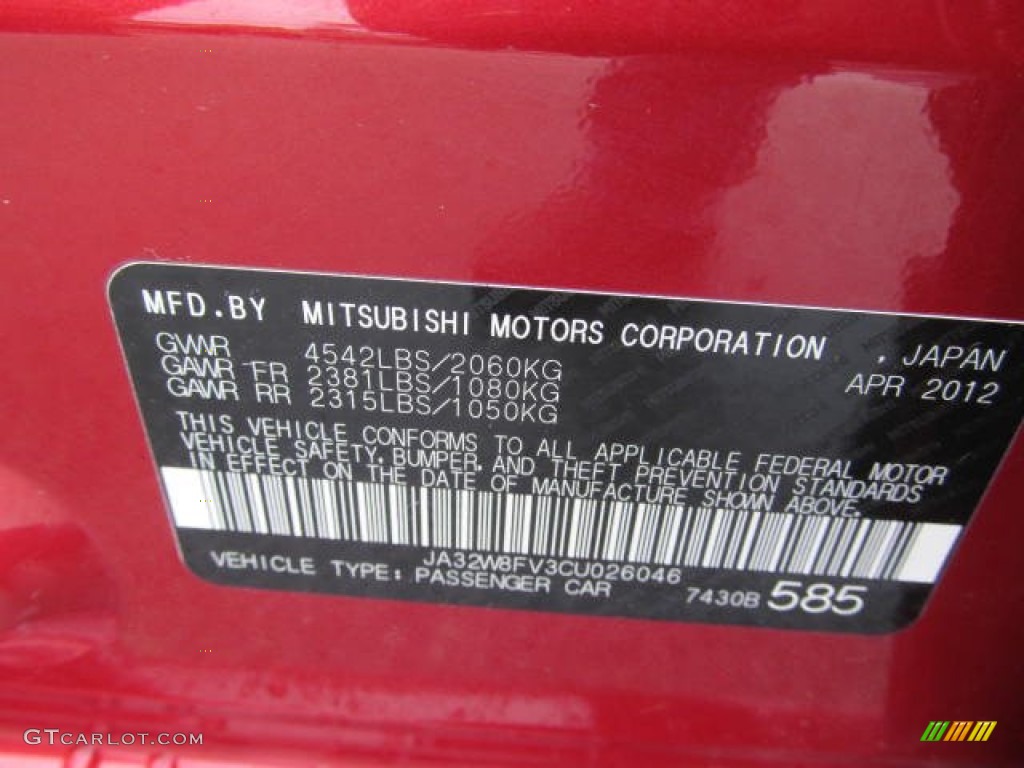 MFD.BY MITSUBISHI MOTORS CORPORATION , JAPAN
GVWR 4542LBS/2060KG APR 2012
GAWR FR 2381LBS/1080KG
GAWR RR 2315LBS/1050KG
THIS VEHICLE CONFORMS TO ALL APPLICABLE FEDERAL MOTOR
VEHICLE SAFETY,BUMPER,AND THEFT PREVENTION STANDARDS
IN EFFECT ON THE DATE OF MANUFACTURE SHOWN ABOVE.
JA32W8FV3CU026046
VEHICLE TYPE: PASSENGER CAR 7430B 585
GTCARLOT.COM